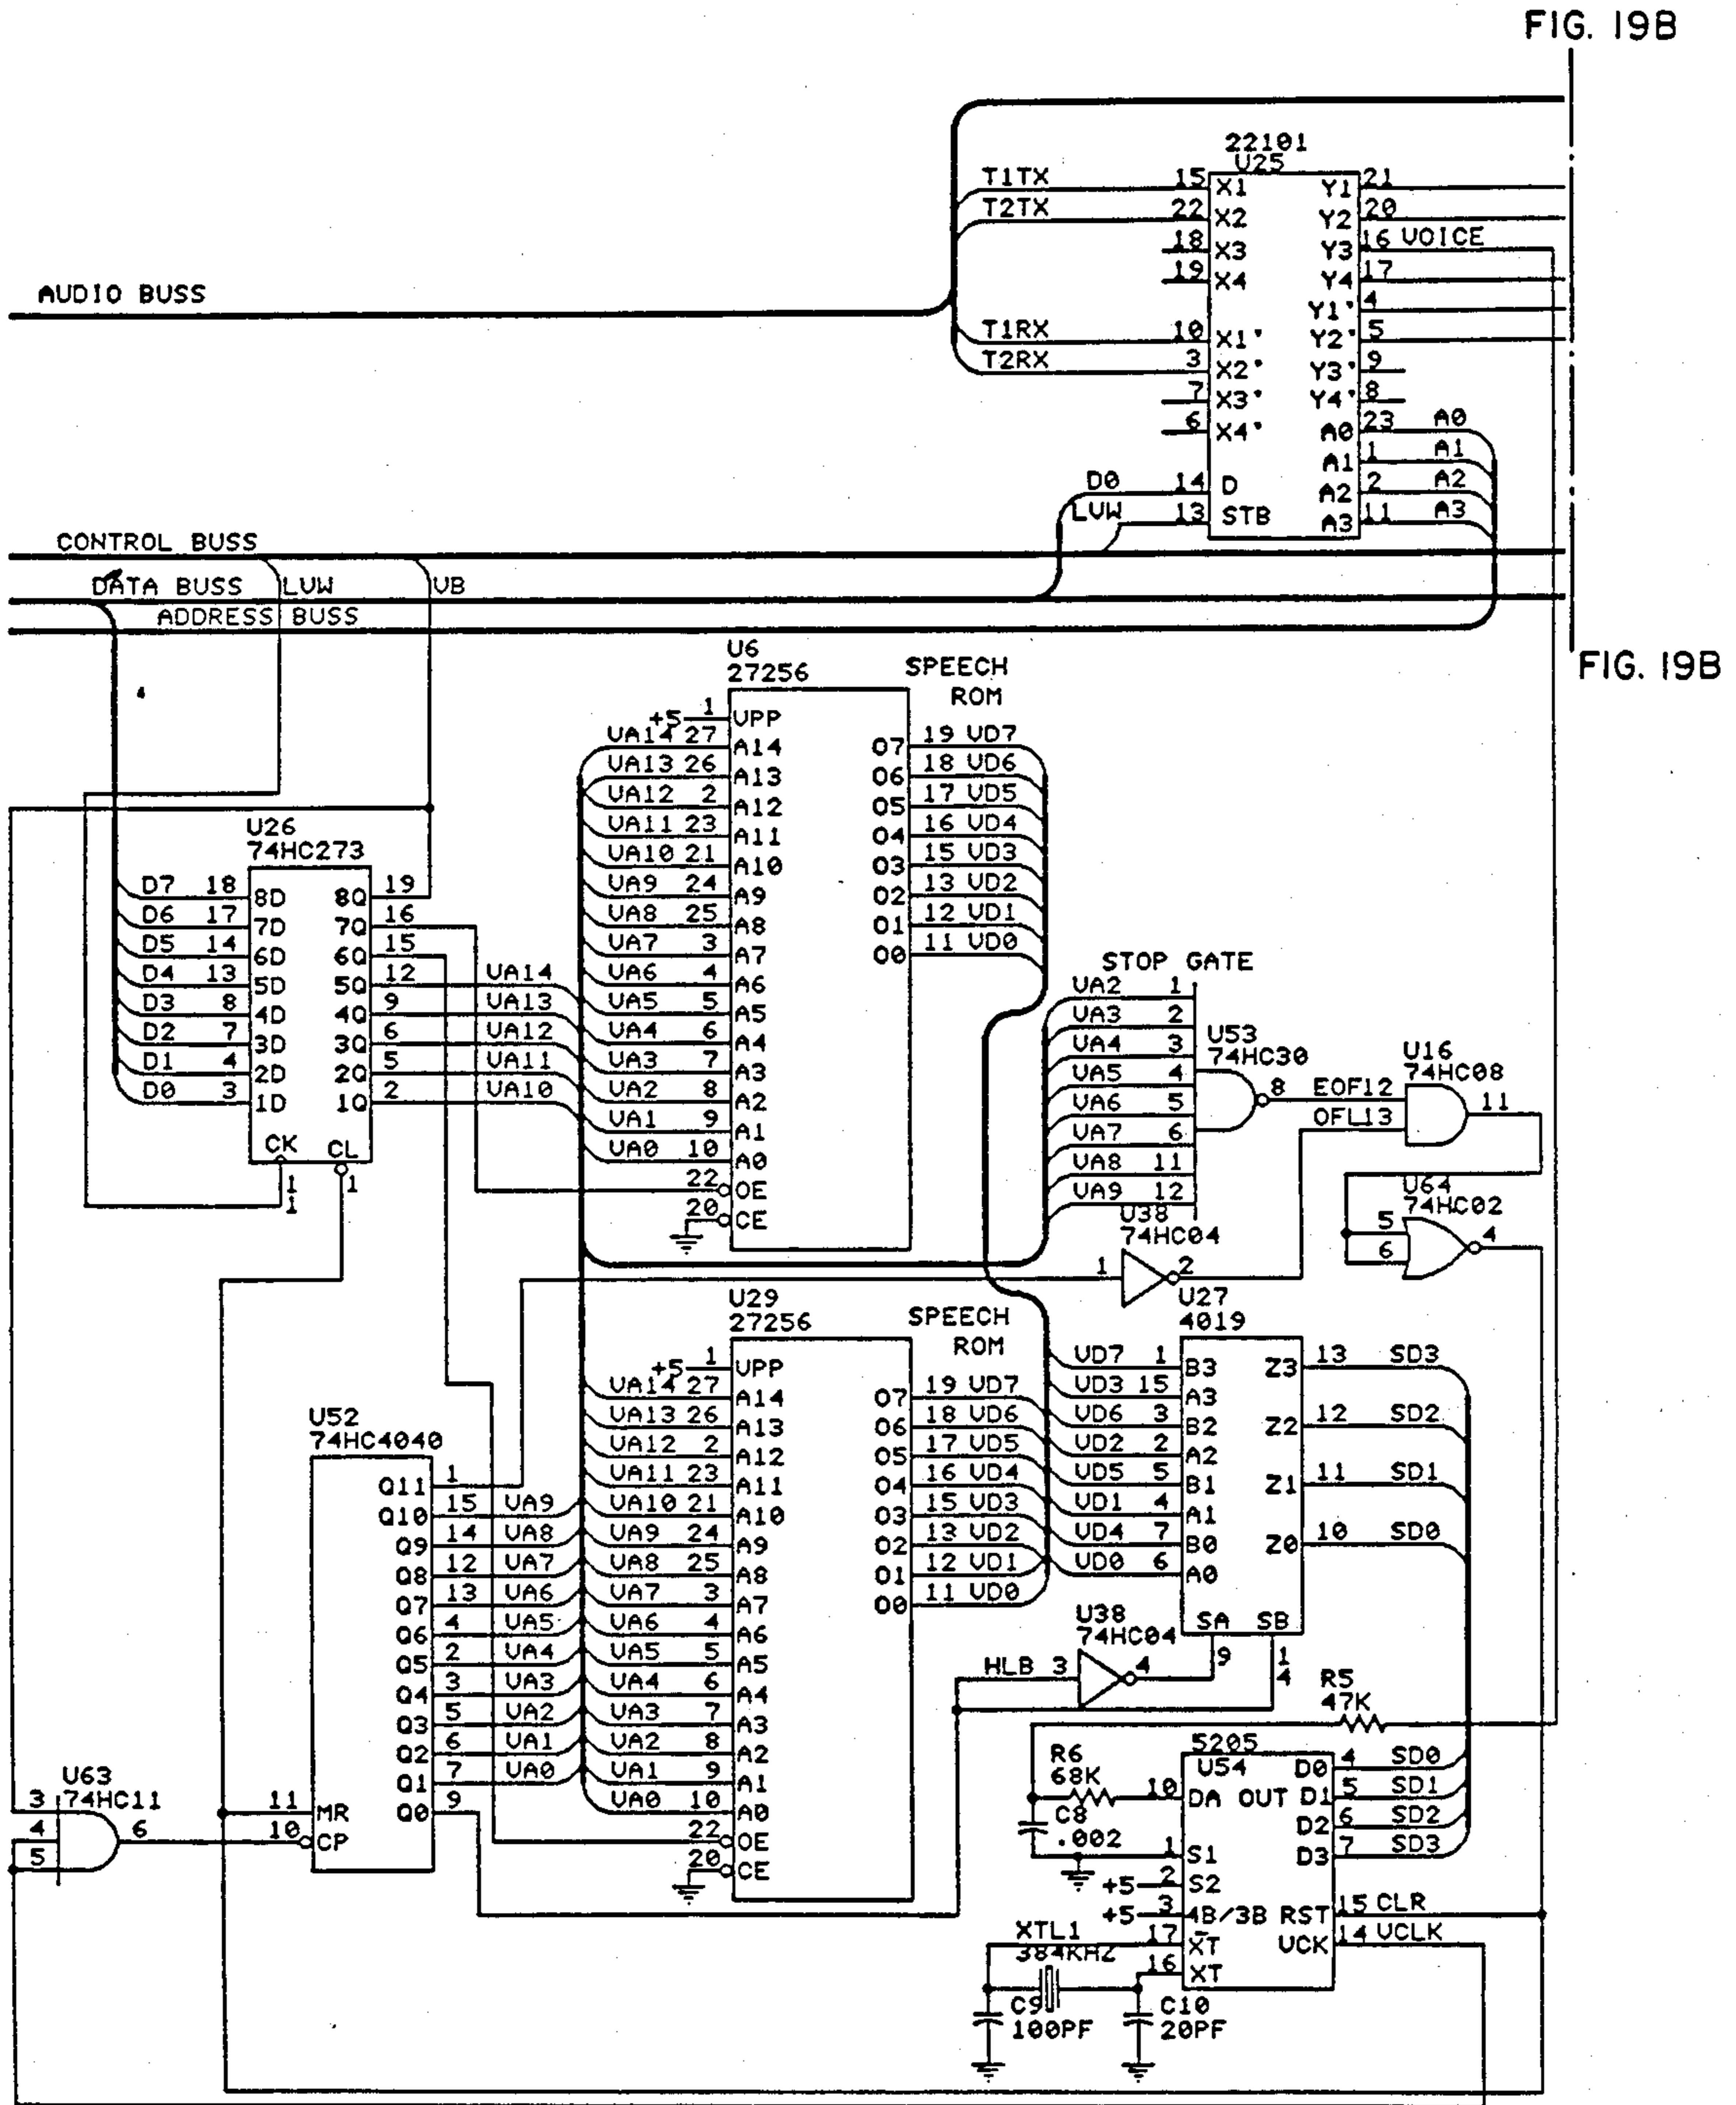 FIG. 19B
22101
U25
T1TX 15 X1 Y1 21
T2TX 22 X2 Y2 20
18 X3 Y3 16 VOICE
19 X4 Y4 17
AUDIO BUSS
Y1' 4
T1RX 10 X1' Y2' 5
T2RX 3 X2' Y3' 9
7 X3' Y4' 8
6 X4' A0 23 A0
A1 1 A1
D0 14 D A2 2 A2
LVW 13 STB A3 11 A3
CONTROL BUSS
DATA BUSS LVW VB
ADDRESS BUSS
FIG. 19B
U6
27256
SPEECH
ROM
+5 1 VPP
VA14 27 A14 O7 19 VD7
VA13 26 A13 O6 18 VD6
VA12 2 A12 O5 17 VD5
VA11 23 A11 O4 16 VD4
VA10 21 A10 O3 15 VD3
VA9 24 A9 O2 13 VD2
VA8 25 A8 O1 12 VD1
VA7 3 A7 O0 11 VD0
VA6 4 A6
VA5 5 A5
VA4 6 A4
VA3 7 A3
VA2 8 A2
VA1 9 A1
VA0 10 A0
22 OE
20 CE
U26
74HC273
D7 18 8D 8Q 19
D6 17 7D 7Q 16
D5 14 6D 6Q 15
D4 13 5D 5Q 12 VA14
D3 8 4D 4Q 9 VA13
D2 7 3D 3Q 6 VA12
D1 4 2D 2Q 5 VA11
D0 3 1D 1Q 2 VA10
CK CL
1 1
1
STOP GATE
VA2 1
VA3 2
VA4 3
VA5 4
VA6 5
VA7 6
VA8 11
VA9 12
U53
74HC30
8 EOF 12
OFL 13
U16
74HC08
11
U64
74HC02
5 4
6
U38
74HC04
1 2
U29
27256
SPEECH
ROM
+5 1 VPP
VA14 27 A14 O7 19 VD7
VA13 26 A13 O6 18 VD6
VA12 2 A12 O5 17 VD5
VA11 23 A11 O4 16 VD4
VA10 21 A10 O3 15 VD3
VA9 24 A9 O2 13 VD2
VA8 25 A8 O1 12 VD1
VA7 3 A7 O0 11 VD0
VA6 4 A6
VA5 5 A5
VA4 6 A4
VA3 7 A3
VA2 8 A2
VA1 9 A1
VA0 10 A0
22 OE
20 CE
U27
4019
VD7 1 B3 Z3 13 SD3
VD3 15 A3
VD6 3 B2 Z2 12 SD2
VD2 2 A2
VD5 5 B1 Z1 11 SD1
VD1 4 A1
VD4 7 B0 Z0 10 SD0
VD0 6 A0
SA SB
9 1
4
U38
74HC04
HLB 3 4
U52
74HC4040
Q11 1
Q10 15 VA9
Q9 14 VA8
Q8 12 VA7
Q7 13 VA6
Q6 4 VA5
Q5 2 VA4
Q4 3 VA3
Q3 5 VA2
Q2 6 VA1
Q1 7 VA0
Q0 9
11 MR
10 CP
U63
74HC11
3
4 6
5
R5
47K
R6
68K
C8
.002
5205
U54
10 DA OUT D0 4 SD0
D1 5 SD1
D2 6 SD2
1 S1 D3 7 SD3
+5 2 S2
+5 3 4B/3B RST 15 CLR
17 XT VCK 14 VCLK
16 XT
XTL1
384KHZ
C9
100PF
C10
20PF